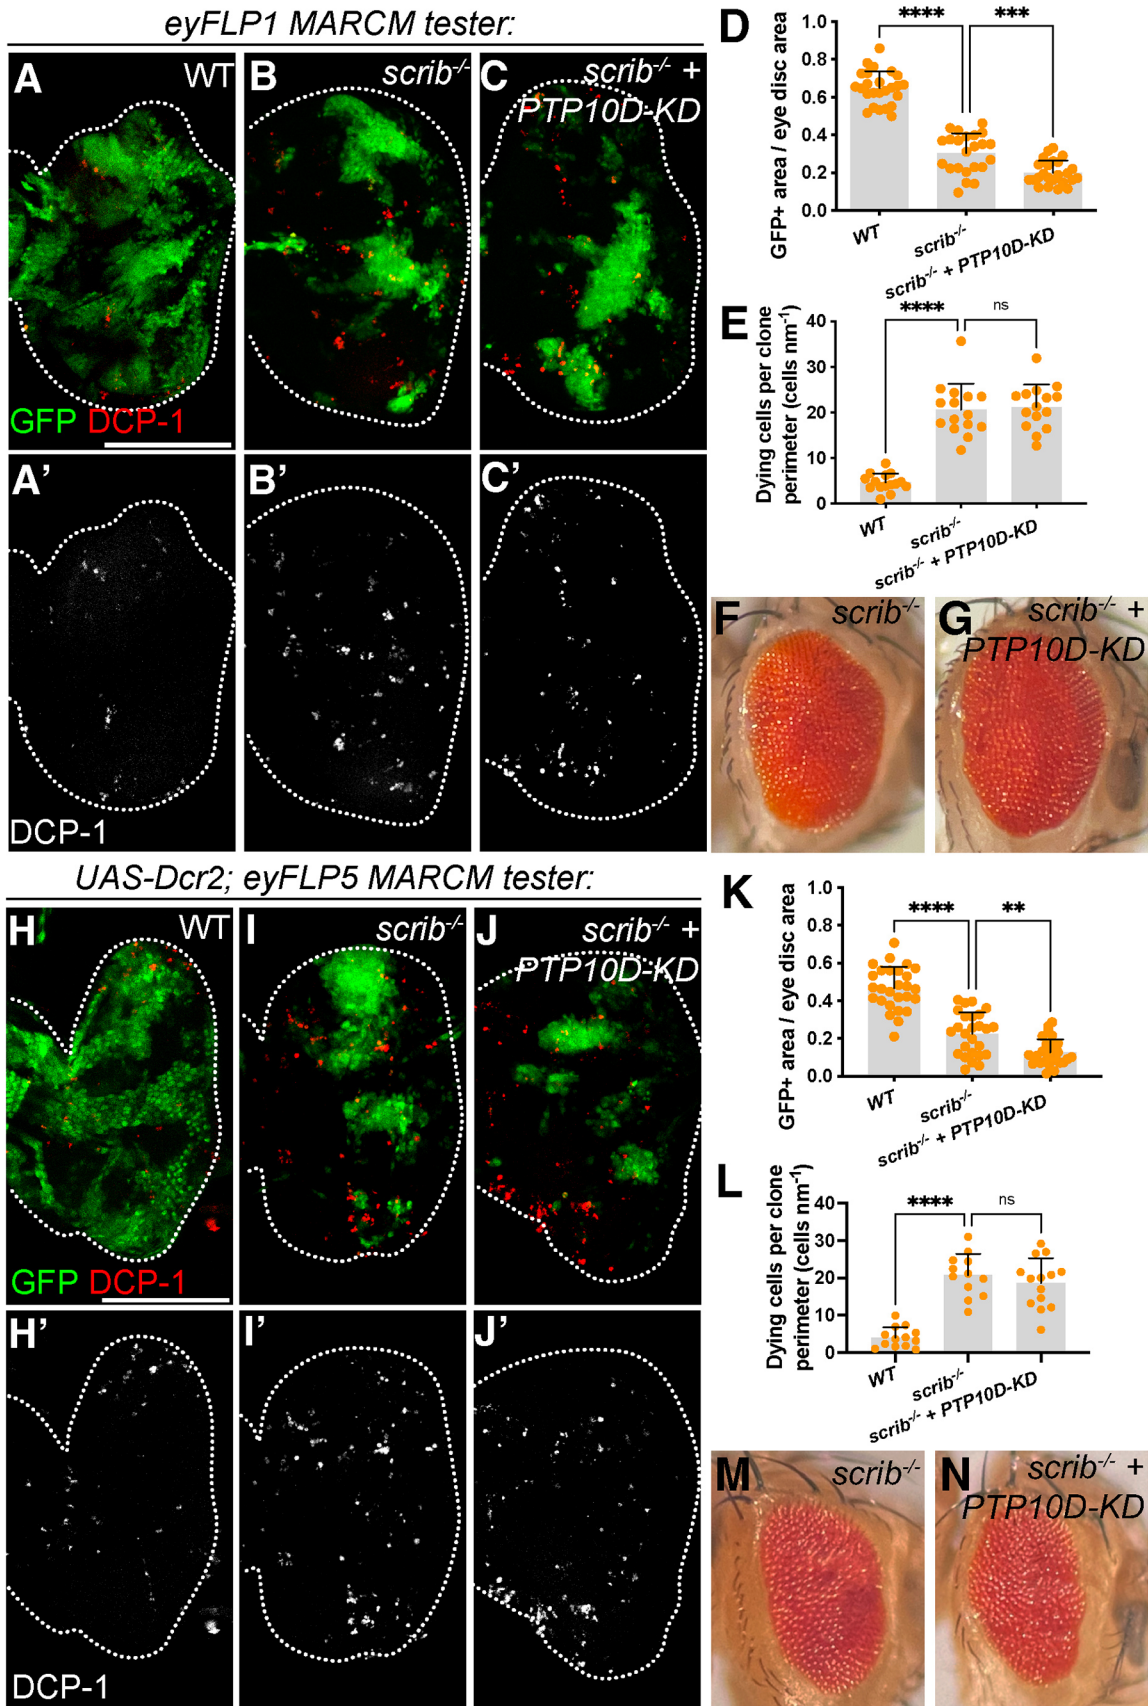 eyFLP1 MARCM tester:
A WT
B scrib-/-
C scrib-/- +
PTP10D-KD
GFP DCP-1
A’
B’
C’
DCP-1
D
GFP+ area / eye disc area
1.0
0.8
0.6
0.4
0.2
0.0
**** ***
WT
scrib-/-
scrib-/- + PTP10D-KD
E
Dying cells per clone
perimeter (cells nm-1)
40
30
20
10
0
**** ns
WT
scrib-/-
scrib-/- + PTP10D-KD
F scrib-/-
G scrib-/- +
PTP10D-KD
UAS-Dcr2; eyFLP5 MARCM tester:
H WT
I scrib-/-
J scrib-/- +
PTP10D-KD
GFP DCP-1
H’
I’
J’
DCP-1
K
GFP+ area / eye disc area
1.0
0.8
0.6
0.4
0.2
0.0
**** **
WT
scrib-/-
scrib-/- + PTP10D-KD
L
Dying cells per clone
perimeter (cells nm-1)
40
30
20
10
0
**** ns
WT
scrib-/-
scrib-/- + PTP10D-KD
M scrib-/-
N scrib-/- +
PTP10D-KD